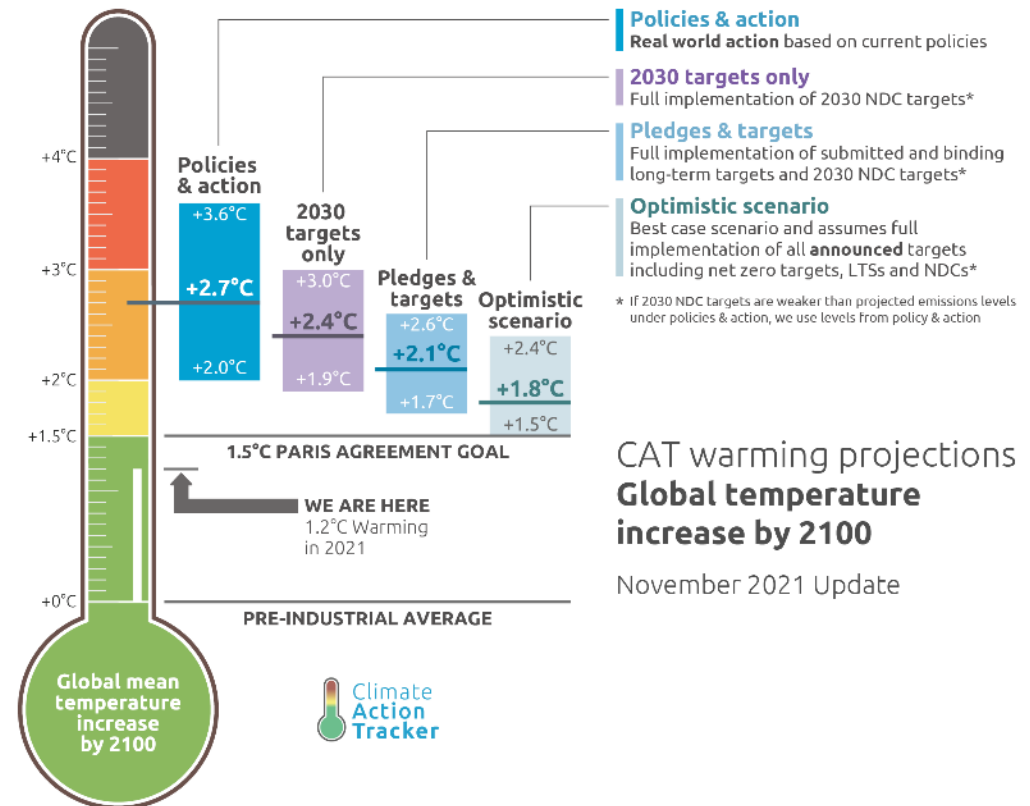 Policies & action
Real world action based on current policies
2030 targets only
Full implementation of 2030 NDC targets*
Pledges & targets
Full implementation of submitted and binding
long-term targets and 2030 NDC targets*
Optimistic scenario
Best case scenario and assumes full
implementation of all announced targets
including net zero targets, LTSs and NDCs*
* If 2030 NDC targets are weaker than projected emissions levels
under policies & action, we use levels from policy & action
+4°C
+3°C
+2°C
+1.5°C
+0°C
Policies
& action
+3.6°C
+2.7°C
+2.0°C
2030
targets
only
+3.0°C
+2.4°C
+1.9°C
Pledges &
targets
+2.6°C
+2.1°C
+1.7°C
Optimistic
scenario
+2.4°C
+1.8°C
+1.5°C
1.5°C PARIS AGREEMENT GOAL
WE ARE HERE
1.2°C Warming
in 2021
PRE-INDUSTRIAL AVERAGE
CAT warming projections
Global temperature
increase by 2100
November 2021 Update
Global mean
temperature
increase
by 2100
Climate
Action
Tracker